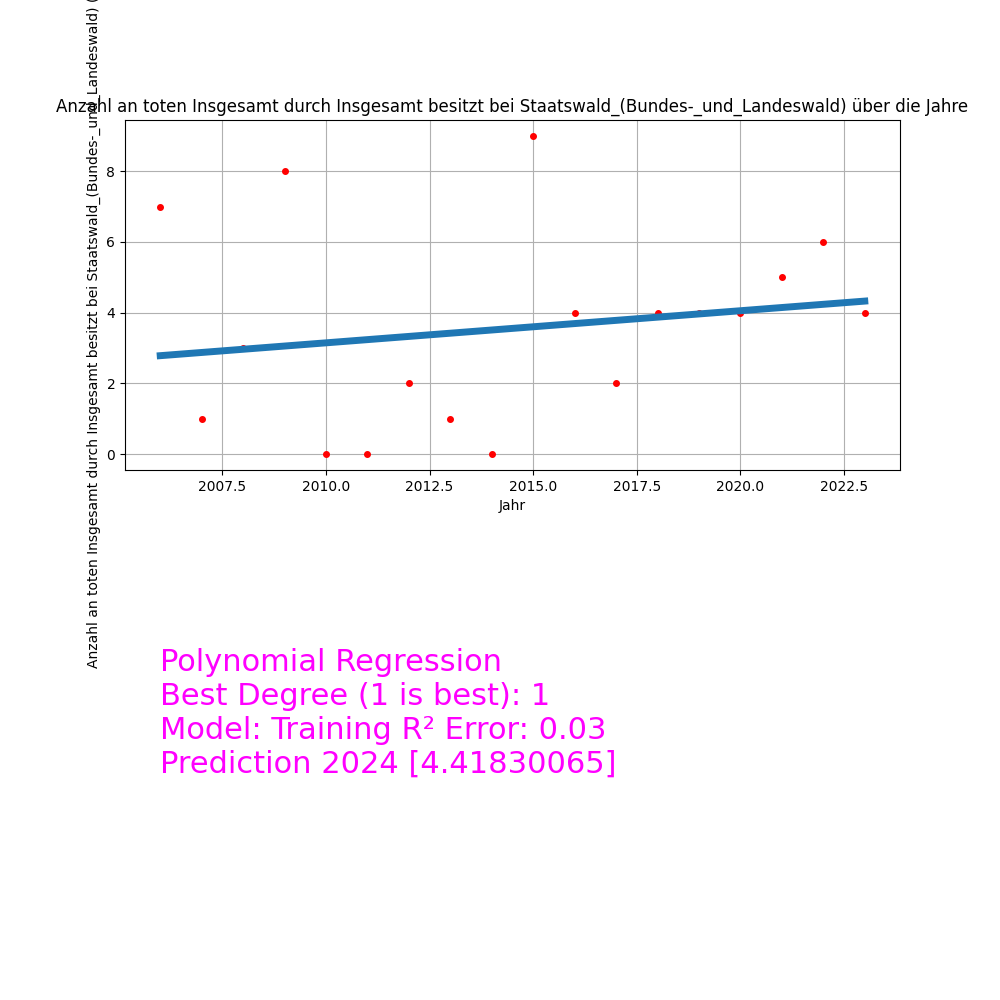 Anzahl an toten Insgesamt durch Insgesamt besitzt bei Staatswald_(Bundes-_und_Landeswald) über die Jahre
Anzahl an toten Insgesamt durch Insgesamt besitzt bei Staatswald_(Bundes-_und_Landeswald) (
8
6
4
2
0
2007.5 2010.0 2012.5 2015.0 2017.5 2020.0 2022.5
Jahr
Polynomial Regression
Best Degree (1 is best): 1
Model: Training R² Error: 0.03
Prediction 2024 [4.41830065]